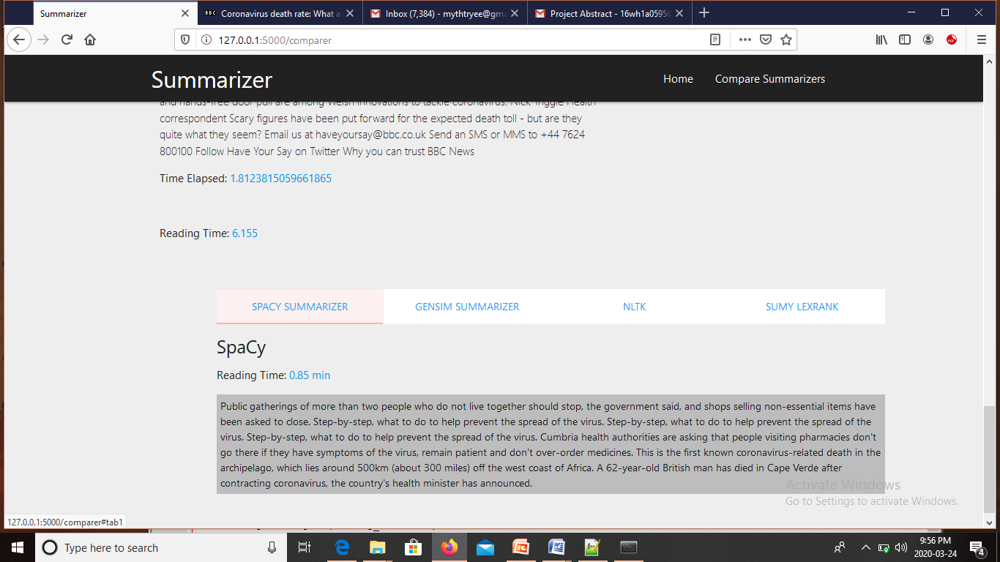 Summarizer
BBC Coronavirus death rate: What a
Inbox (7,384) - mythtryee@gma
Project Abstract - 16wh1a0595@
127.0.0.1:5000/comparer
Summarizer
Home
Compare Summarizers
and hands-free door pull are among Welsh innovations to tackle coronavirus. Nick Triggle Health
correspondent Scary figures have been put forward for the expected death toll - but are they
quite what they seem? Email us at haveyoursay@bbc.co.uk Send an SMS or MMS to +44 7624
800100 Follow Have Your Say on Twitter Why you can trust BBC News
Time Elapsed: 1.8123815059661865
Reading Time: 6.155
SPACY SUMMARIZER
GENSIM SUMMARIZER
NLTK
SUMY LEXRANK
SpaCy
Reading Time: 0.85 min
Public gatherings of more than two people who do not live together should stop, the government said, and shops selling non-essential items have
been asked to close. Step-by-step, what to do to help prevent the spread of the virus. Step-by-step, what to do to help prevent the spread of the
virus. Step-by-step, what to do to help prevent the spread of the virus. Cumbria health authorities are asking that people visiting pharmacies don't
go there if they have symptoms of the virus, remain patient and don't over-order medicines. This is the first known coronavirus-related death in the
archipelago, which lies around 500km (about 300 miles) off the west coast of Africa. A 62-year-old British man has died in Cape Verde after
contracting coronavirus, the country's health minister has announced.
Activate Windows
Go to Settings to activate Windows.
127.0.0.1:5000/comparer#tab1
Type here to search
9:56 PM
2020-03-24
4